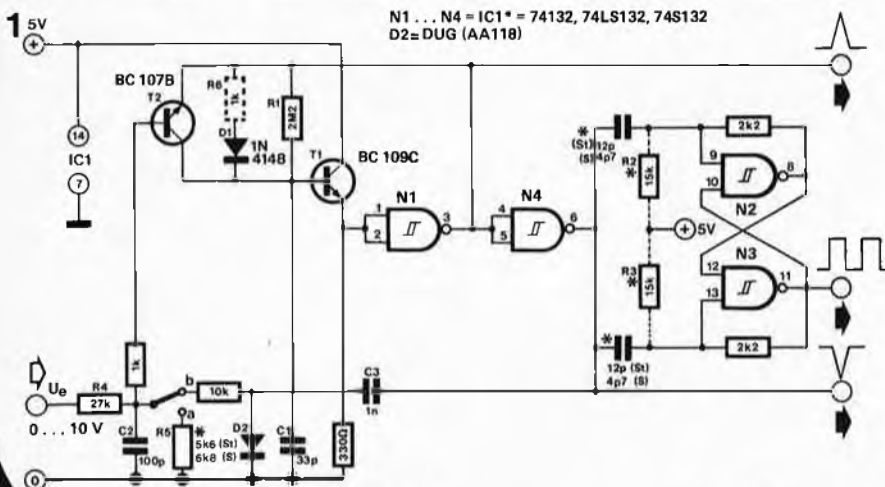 1
N1 . . . N4 = IC1* = 74132, 74LS132, 74S132
D2 = DUG (AA118)
5V
+
BC 107B
T2
R6
1k
R1
2M2
D1
1N
4148
T1
BC 109C
14
IC1
7
N1
1
2
3
N4
4
5
6
*
(St) 12p
(S) 4p7
2k2
R2
*
15k
9
10
8
N2
+ 5V
N3
R3
*
15k
12
13
11
*
12p (St)
4p7 (S)
2k2
1k
Ue
R4
27k
0 . . . 10 V
b
a
10k
C3
1n
C2
100p
R5
*
5k6 (St)
6k8 (S)
D2
C1
33p
330Ω
0